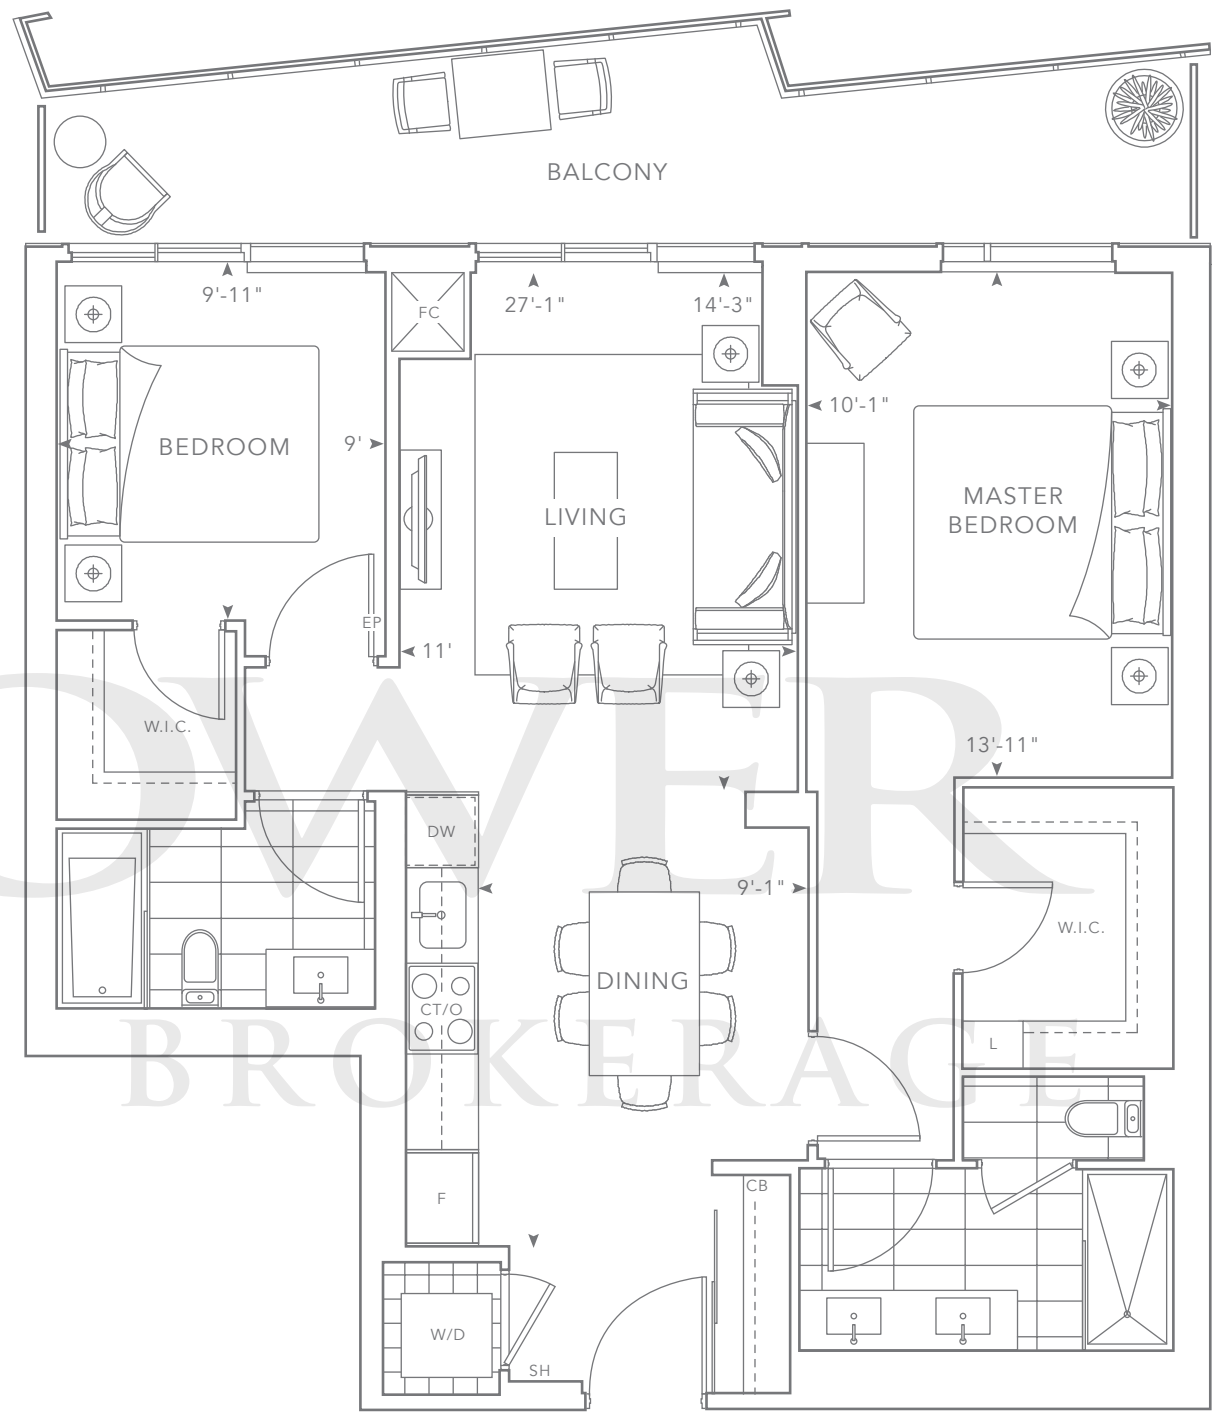 BALCONY
9'-11"
27'-1"
14'-3"
FC
10'-1"
BEDROOM
9'
MASTER
BEDROOM
LIVING
EP
11'
W.I.C.
13'-11"
DW
9'-1"
W.I.C.
DINING
CT/O
L
CB
F
W/D
SH
OWER
BROKERAGE